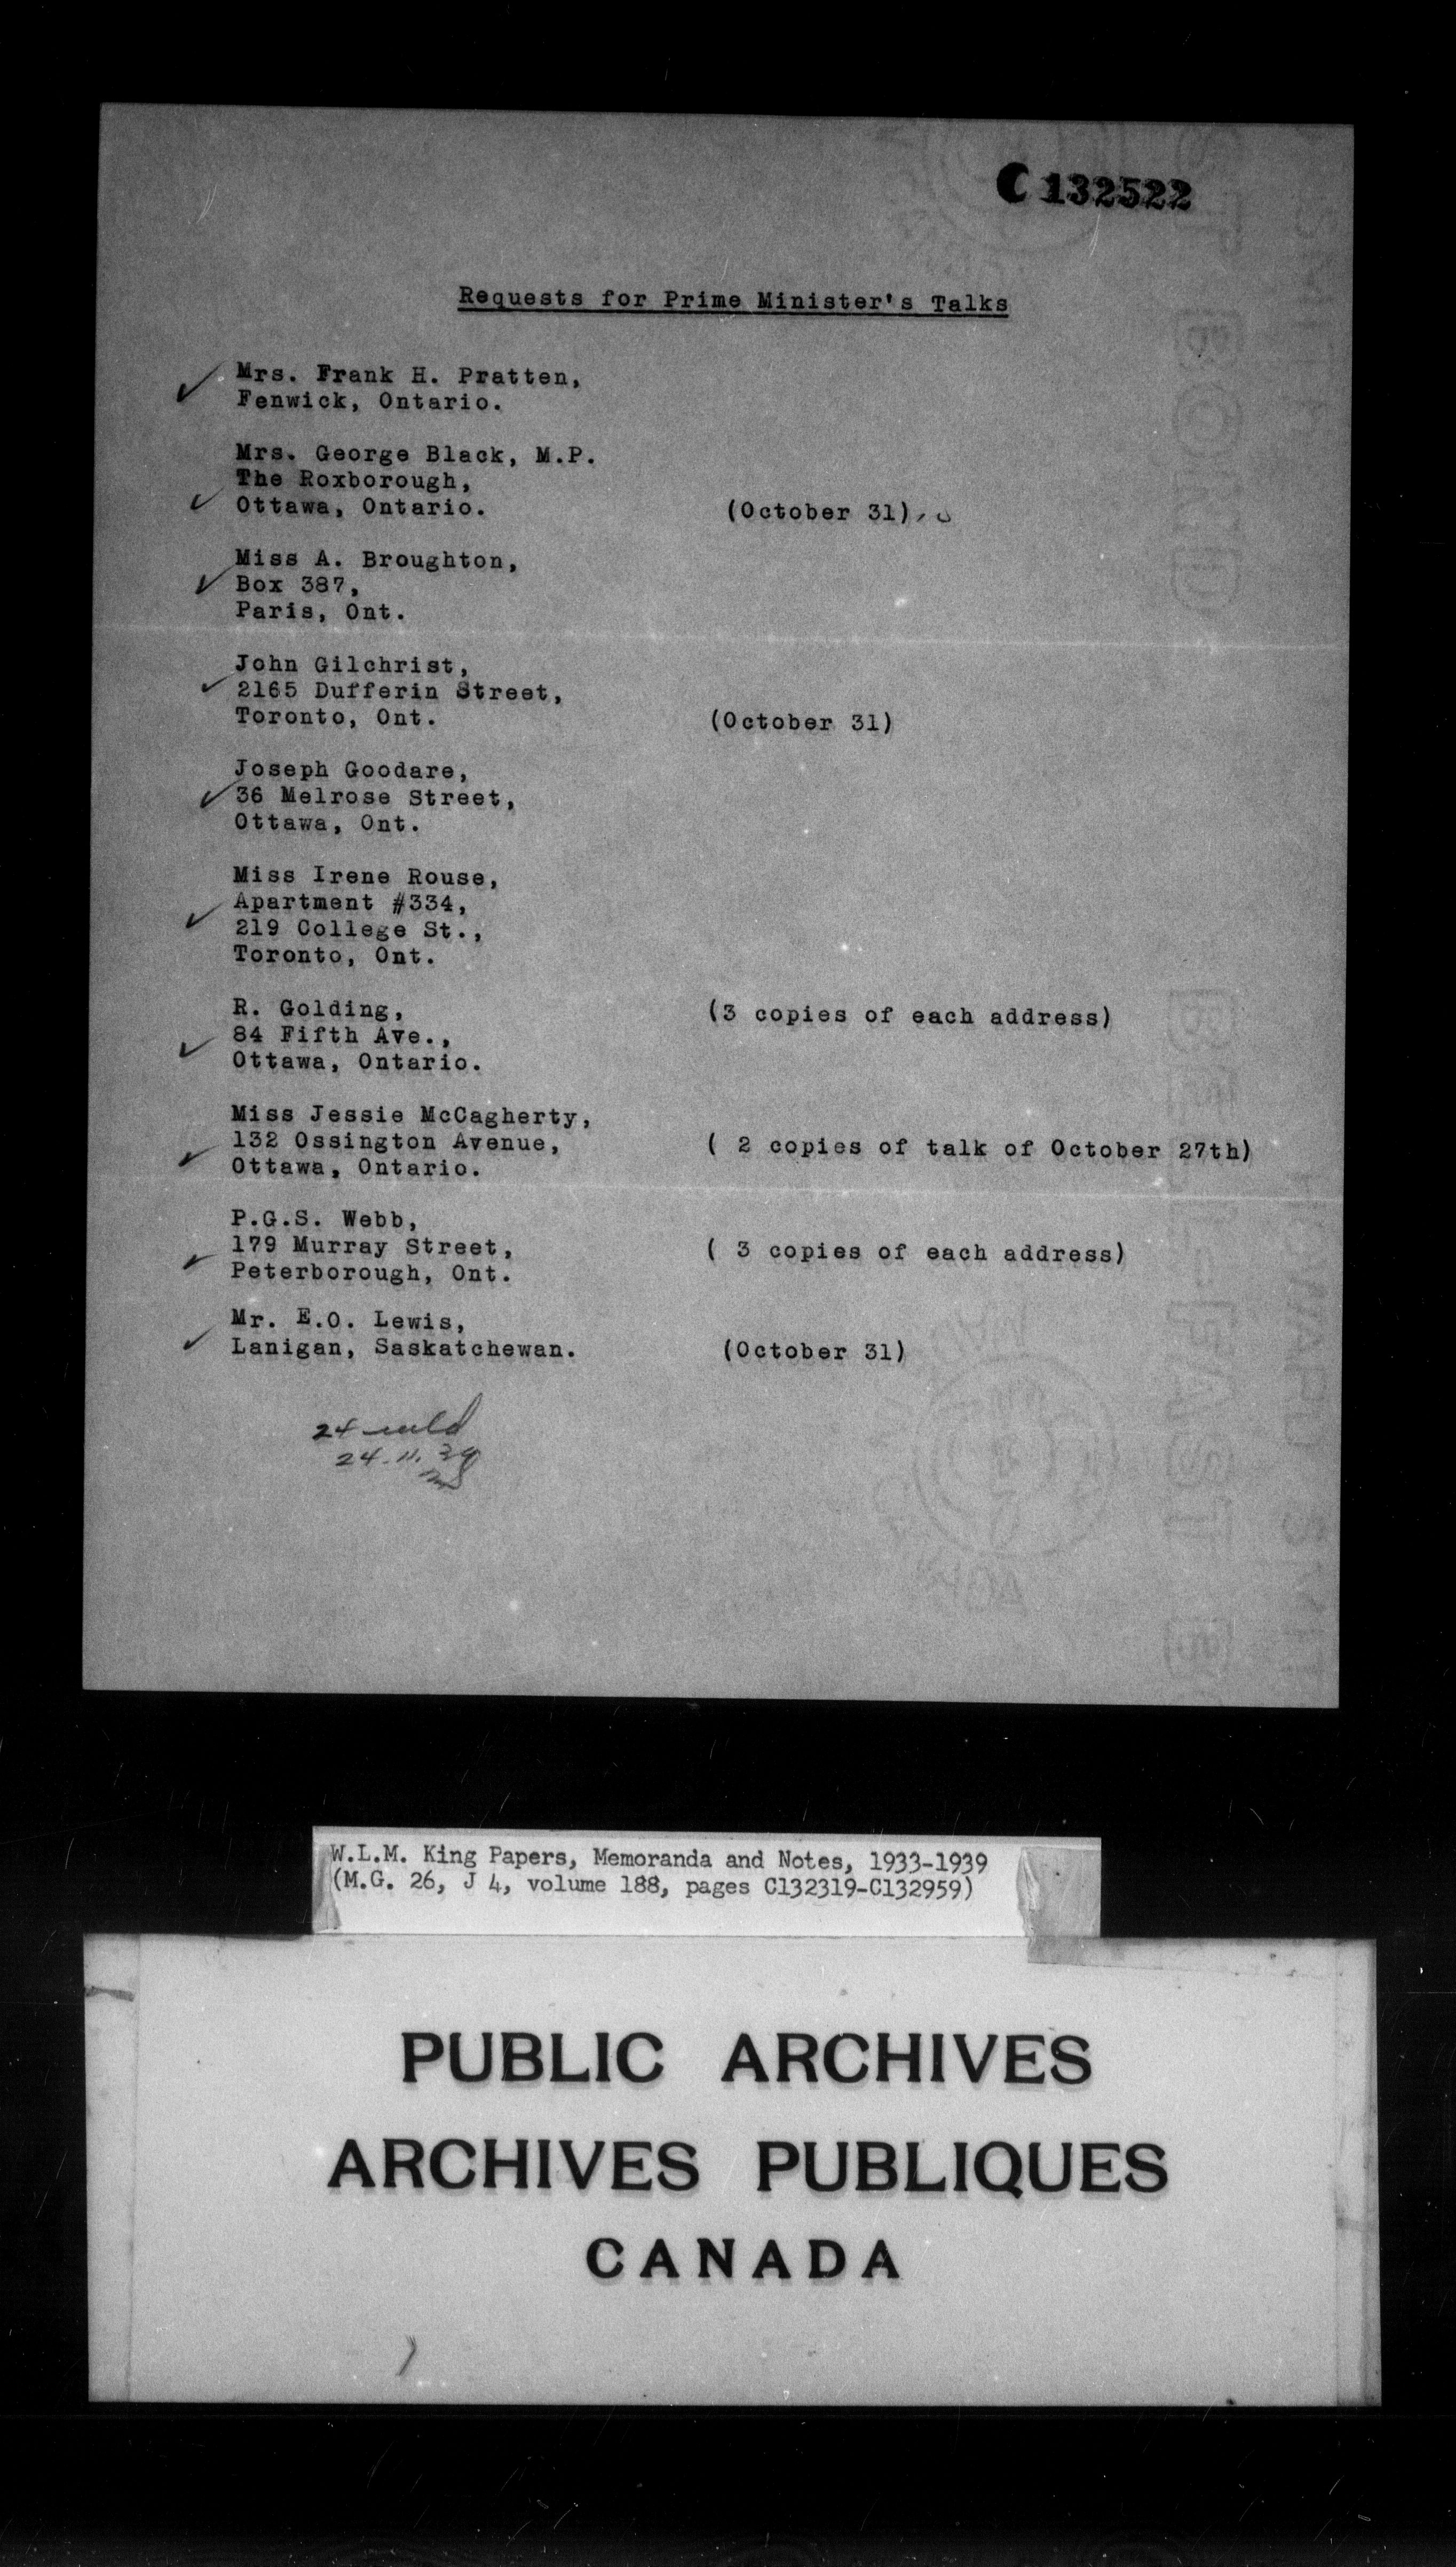 C 132522
Requests for Prime Minister's Talks
Mrs. Frank H. Pratten,
Fenwick, Ontario.
Mrs. George Black, M.P.
The Roxborough,
Ottawa, Ontario. (October 31)
Miss A. Broughton,
Box 387,
Paris, Ont.
John Gilchrist,
2165 Dufferin Street,
Toronto, Ont. (October 31)
Joseph Goodare,
36 Melrose Street,
Ottawa, Ont.
Miss Irene Rouse,
Apartment #334,
219 College St.,
Toronto, Ont.
R. Golding, (3 copies of each address)
84 Fifth Ave.,
Ottawa, Ontario.
Miss Jessie McCagherty,
132 Ossington Avenue, ( 2 copies of talk of October 27th)
Ottawa, Ontario.
P.G.S. Webb,
179 Murray Street, ( 3 copies of each address)
Peterborough, Ont.
Mr. E.O. Lewis,
Lanigan, Saskatchewan. (October 31)
24
24.11.39
W.L.M. King Papers, Memoranda and Notes, 1933-1939
(M.G. 26, J 4, volume 188, pages C132319-C132959)
PUBLIC ARCHIVES
ARCHIVES PUBLIQUES
CANADA